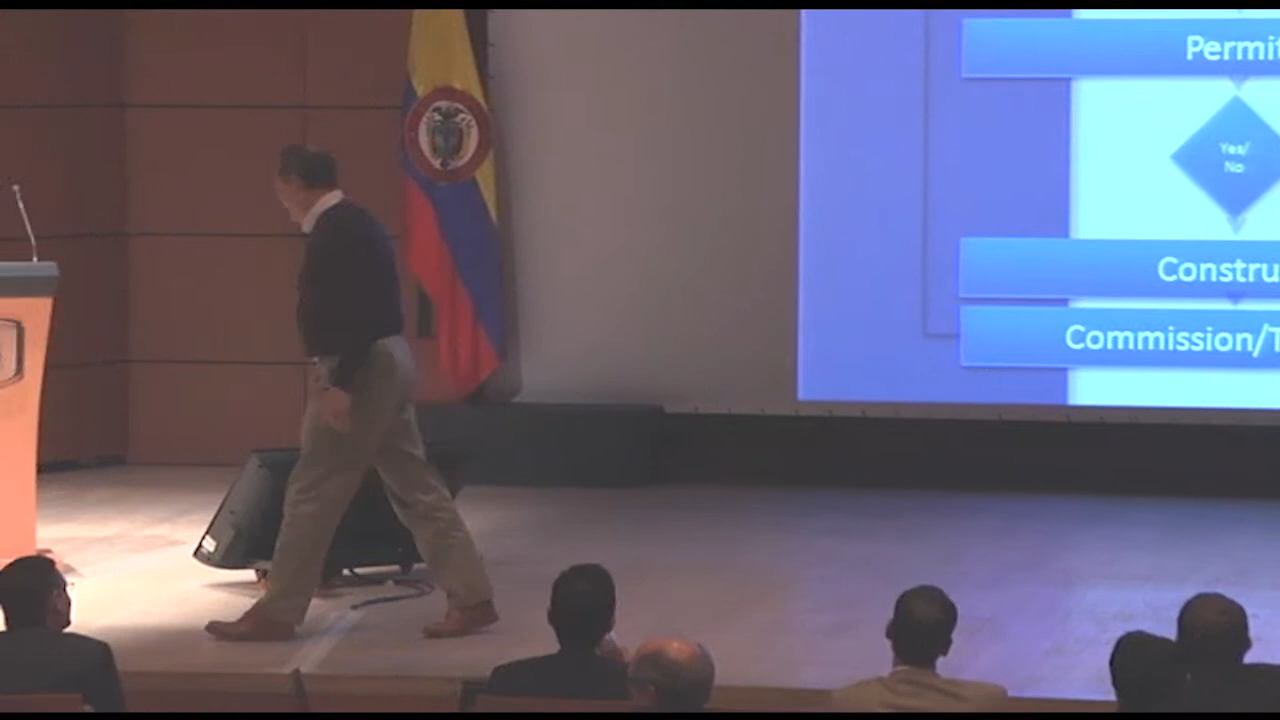 Permit
Yes/
No
Constru
Commission/T